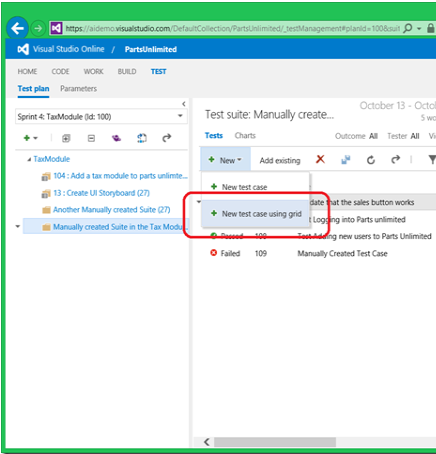 https://aidemo.visualstudio.com/DefaultCollection/PartsUnlimited/_testManagement#planId=100&suit
Visual Studio Online / PartsUnlimited
HOME CODE WORK BUILD TEST
Test plan Parameters
Sprint 4: TaxModule (Id: 100)
TaxModule
104 : Add a tax module to parts unlimite...
13 : Create UI Storyboard (27)
Another Manually created Suite (27)
Manually created Suite in the Tax Modu...
October 13 - Octo
Test suite: Manually create...
5 wo
Tests Charts
Outcome All Tester All Vi
New Add existing
New test case
New test case using grid
date that the sales button works
t Logging into Parts unlimited
Passed 108 Test Adding new users to Parts Unlimited
Failed 109 Manually Created Test Case